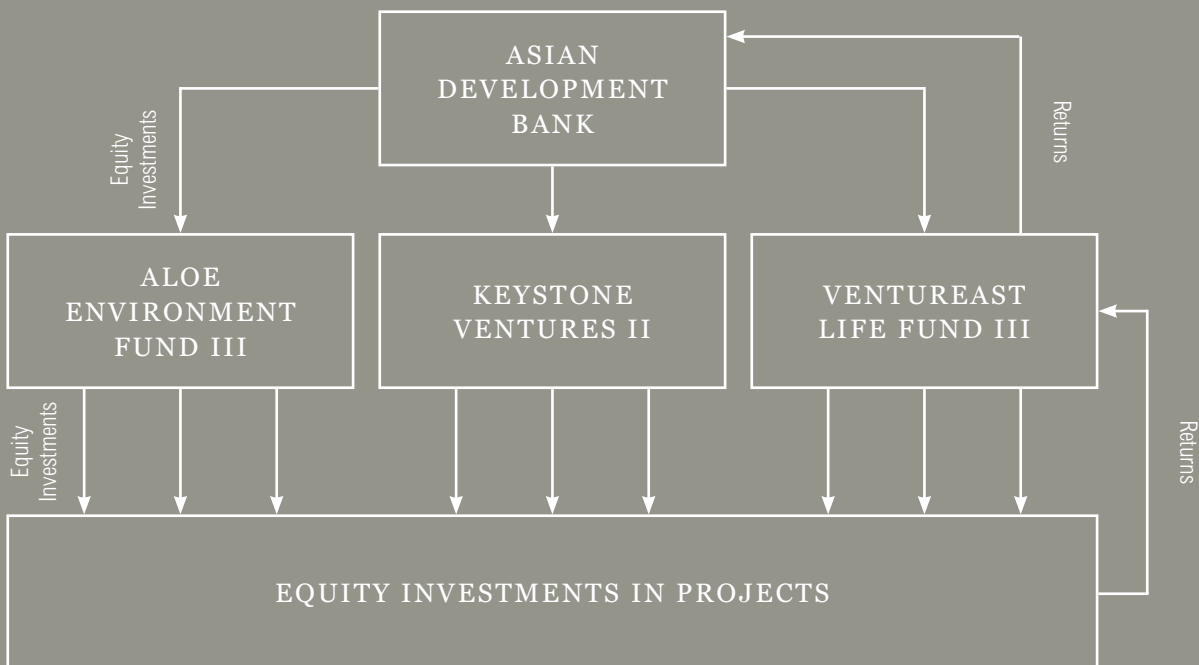 ASIAN
DEVELOPMENT
BANK
Equity
Investments
Returns
ALOE
ENVIRONMENT
FUND III
KEYSTONE
VENTURES II
VENTUREAST
LIFE FUND III
Equity
Investments
Returns
EQUITY INVESTMENTS IN PROJECTS